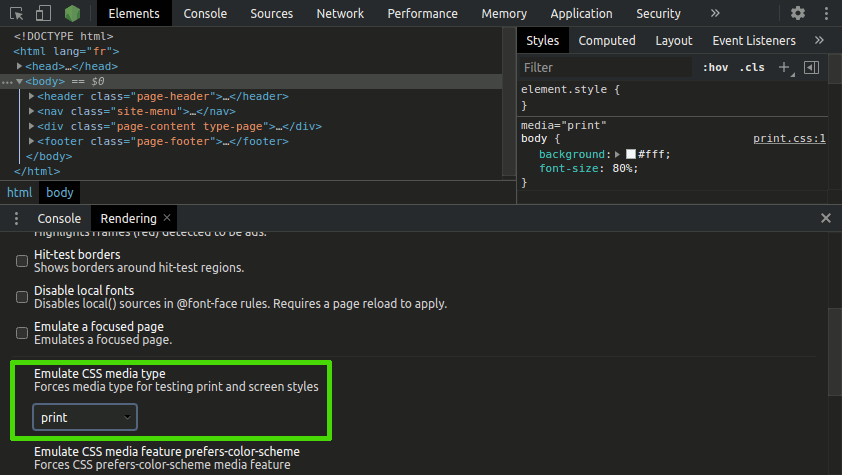 Elements Console Sources Network Performance Memory Application Security »
<!DOCTYPE html>
<html lang="fr">
<head>…</head>
<body> == $0
<header class="page-header">…</header>
<nav class="site-menu">…</nav>
<div class="page-content type-page">…</div>
<footer class="page-footer">…</footer>
</body>
</html>
html body
Styles Computed Layout Event Listeners »
Filter :hov .cls +
element.style {
}
media="print"
body { print.css:1
background: #fff;
font-size: 80%;
}
Console Rendering ×
Highlights frames (red) detected to be ads.
Hit-test borders
Shows borders around hit-test regions.
Disable local fonts
Disables local() sources in @font-face rules. Requires a page reload to apply.
Emulate a focused page
Emulates a focused page.
Emulate CSS media type
Forces media type for testing print and screen styles
print
Emulate CSS media feature prefers-color-scheme
Forces CSS prefers-color-scheme media feature